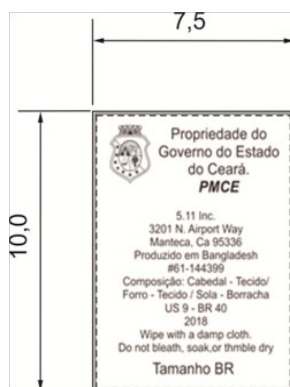 7,5
10,0
Propriedade do
Governo do Estado
do Ceará.
PMCE
5.11 Inc.
3201 N. Airport Way
Manteca, Ca 95336
Produzido em Bangladesh
#61-144399
Composição: Cabedal - Tecido/
Forro - Tecido / Sola - Borracha
US 9 - BR 40
2018
Wipe with a damp cloth.
Do not bleath, soak,or thmble dry
Tamanho BR